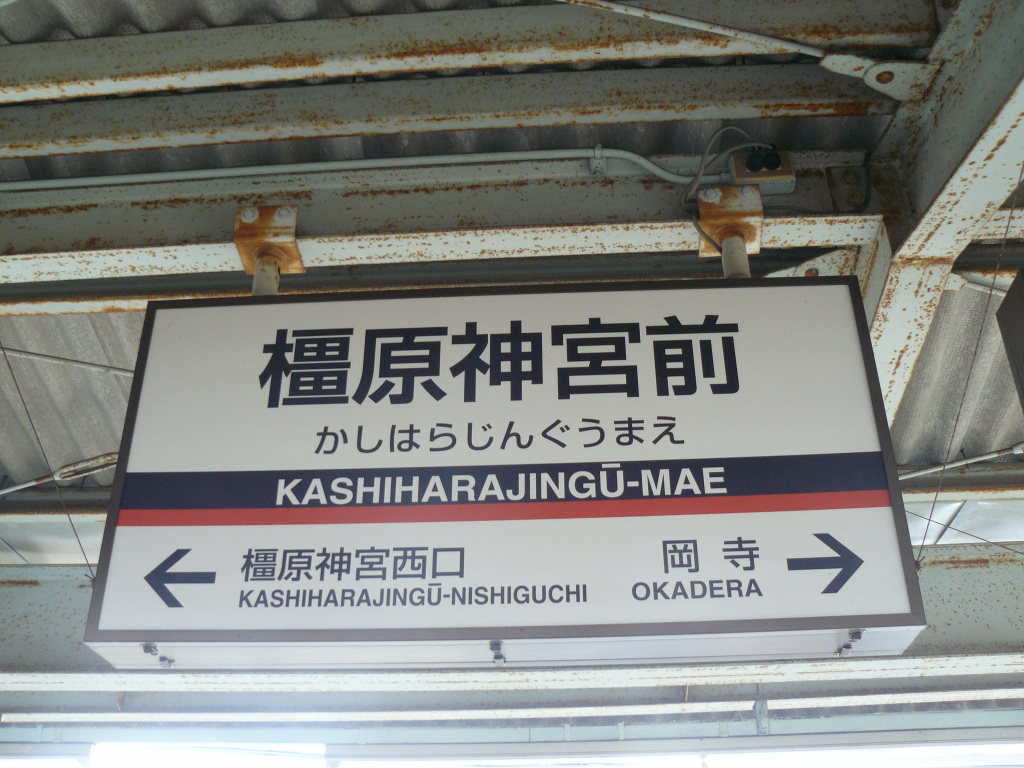 橿原神宮前
かしはらじんぐうまえ
KASHIHARAJINGŪ-MAE
← 橿原神宮西口 岡寺 →
KASHIHARAJINGŪ-NISHIGUCHI OKADERA